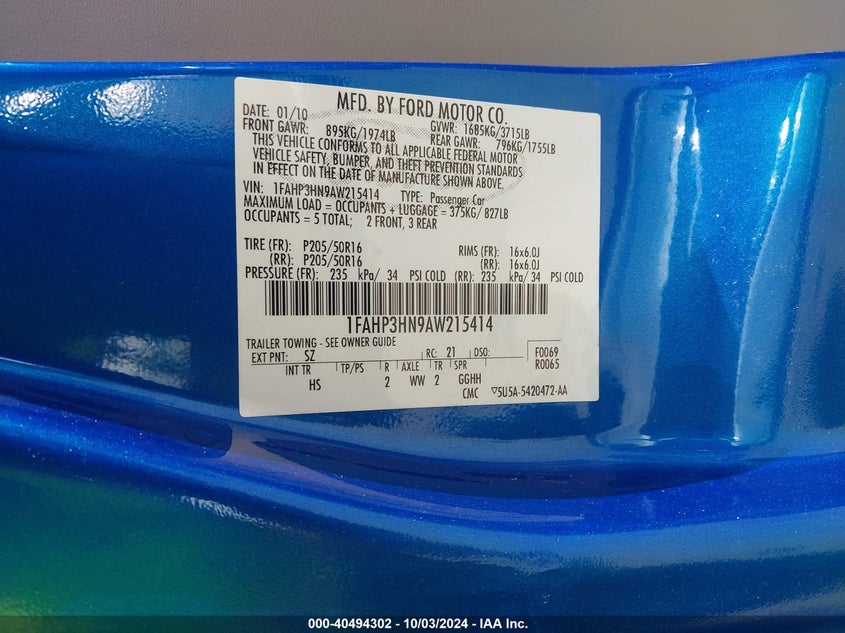 MFD. BY FORD MOTOR CO.
DATE: 01/10 GVWR: 1685KG/3715LB
FRONT GAWR: 895KG/1974LB REAR GAWR: 796KG/1755LB
THIS VEHICLE CONFORMS TO ALL APPLICABLE FEDERAL MOTOR
VEHICLE SAFETY, BUMPER, AND THEFT PREVENTION STANDARDS
IN EFFECT ON THE DATE OF MANUFACTURE SHOWN ABOVE.
VIN: 1FAHP3HN9AW215414 TYPE: Passenger Car
MAXIMUM LOAD = OCCUPANTS + LUGGAGE = 375KG/ 827LB
OCCUPANTS = 5 TOTAL; 2 FRONT, 3 REAR
TIRE (FR): P205/50R16 RIMS (FR): 16x6.0J
(RR): P205/50R16 (RR): 16x6.0J
PRESSURE (FR): 235 kPa/ 34 PSI COLD (RR): 235 kPa/ 34 PSI COLD
1FAHP3HN9AW215414
TRAILER TOWING - SEE OWNER GUIDE
EXT PNT: SZ RC: 21 DSO: F0069
R0065
INT TR TP/PS R AXLE TR SPR
HS 2 WW 2 GGHH
CMC ▽5U5A-5420472-AA
000-40494302 - 10/03/2024 - IAA Inc.